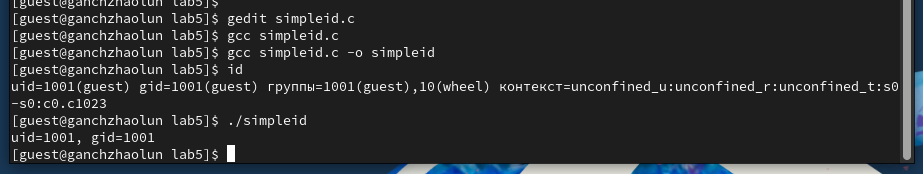 [guest@ganchzhaolun lab5]$
[guest@ganchzhaolun lab5]$ gedit simpleid.c
[guest@ganchzhaolun lab5]$ gcc simpleid.c
[guest@ganchzhaolun lab5]$ gcc simpleid.c -o simpleid
[guest@ganchzhaolun lab5]$ id
uid=1001(guest) gid=1001(guest) группы=1001(guest),10(wheel) контекст=unconfined_u:unconfined_r:unconfined_t:s0
-s0:c0.c1023
[guest@ganchzhaolun lab5]$ ./simpleid
uid=1001, gid=1001
[guest@ganchzhaolun lab5]$